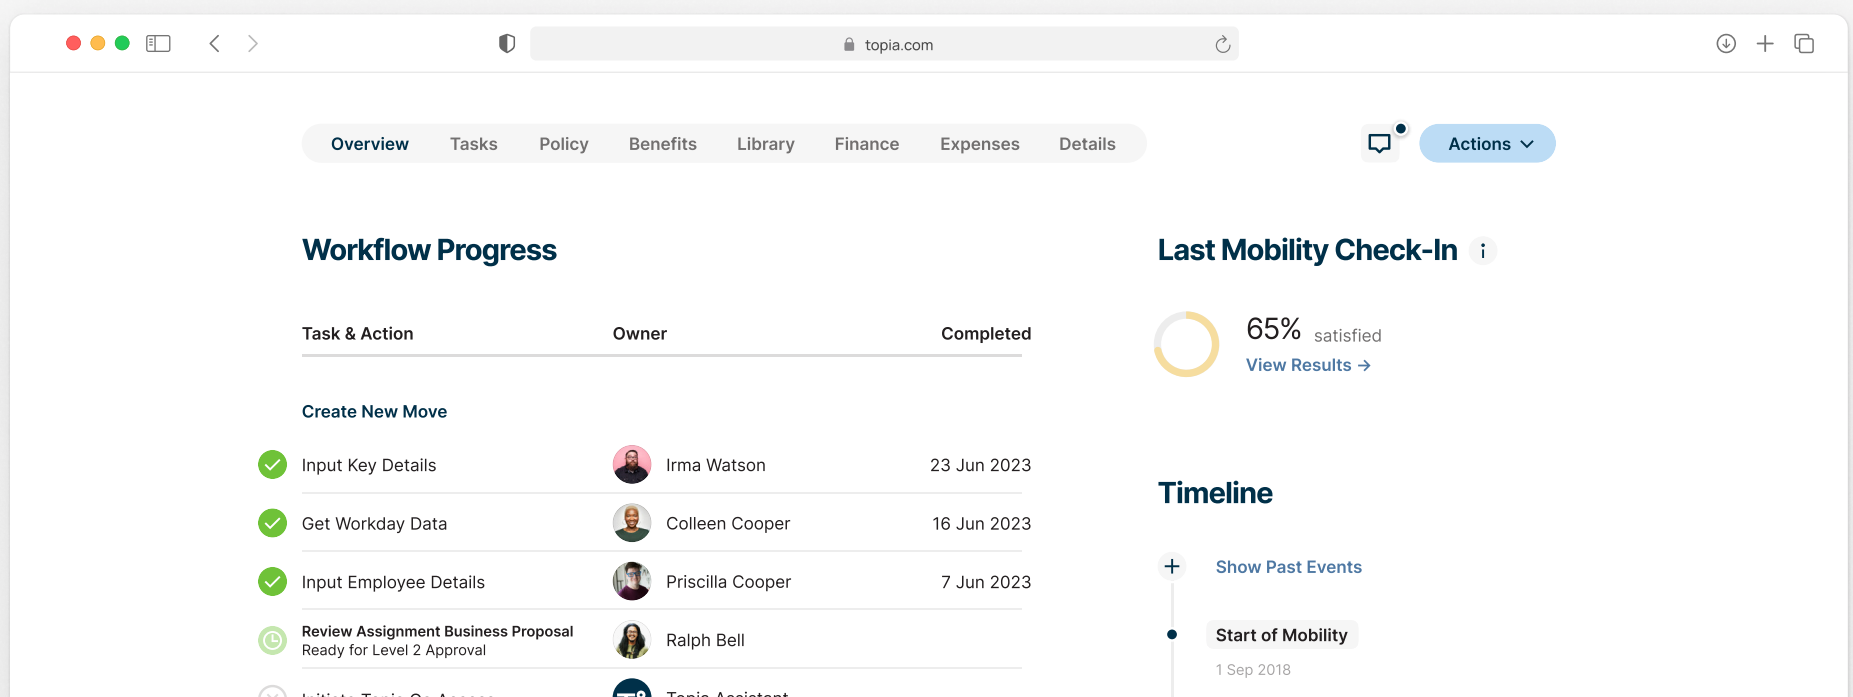 topia.com
Overview Tasks Policy Benefits Library Finance Expenses Details
Actions
Workflow Progress
Task & Action Owner Completed
Create New Move
Input Key Details Irma Watson 23 Jun 2023
Get Workday Data Colleen Cooper 16 Jun 2023
Input Employee Details Priscilla Cooper 7 Jun 2023
Review Assignment Business Proposal
Ready for Level 2 Approval
Ralph Bell
Topia Assistant
Last Mobility Check-In i
65% satisfied
View Results →
Timeline
Show Past Events
Start of Mobility
1 Sep 2018